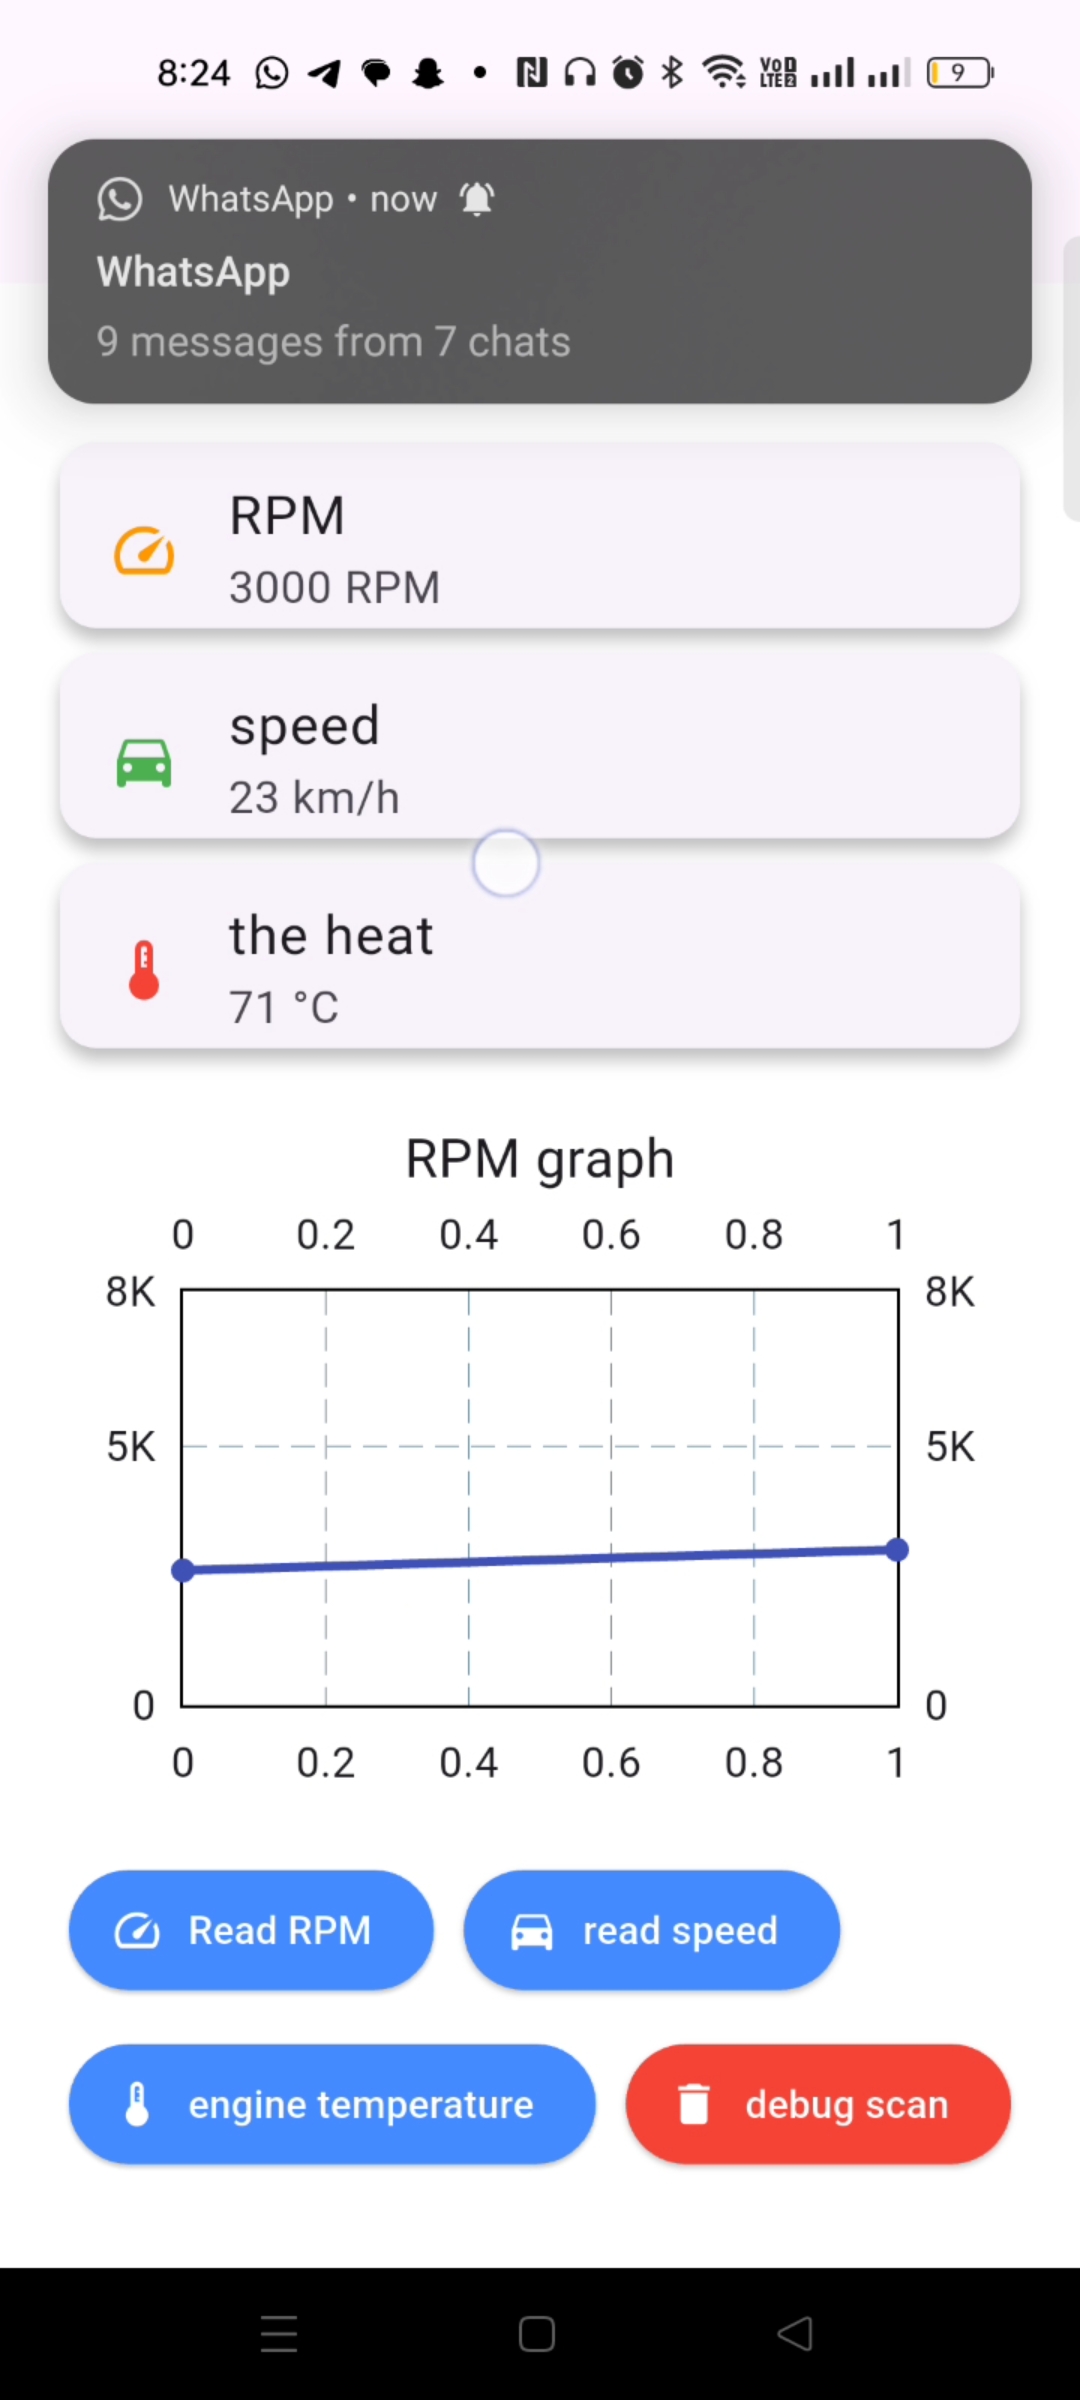 8:24 VoD LTE2 9
WhatsApp • now
WhatsApp
9 messages from 7 chats
RPM
3000 RPM
speed
23 km/h
the heat
71 °C
RPM graph
0 0.2 0.4 0.6 0.8 1
8K 8K
5K 5K
0 0
0 0.2 0.4 0.6 0.8 1
Read RPM read speed
engine temperature debug scan